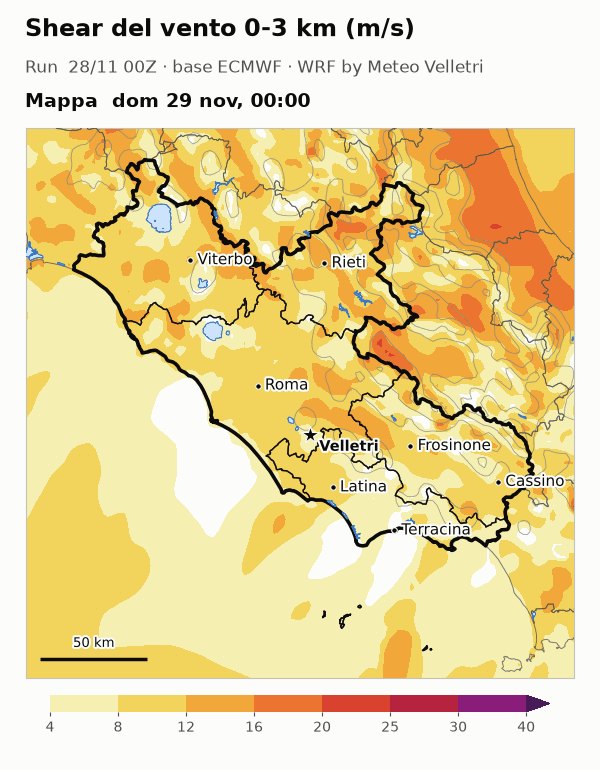 Shear del vento 0-3 km (m/s)
Run  28/11 00Z · base ECMWF · WRF by Meteo Velletri
Mappa  dom 29 nov, 00:00
Viterbo
Rieti
Roma
Velletri
Frosinone
Latina
Cassino
Terracina
50 km
4 8 12 16 20 25 30 40